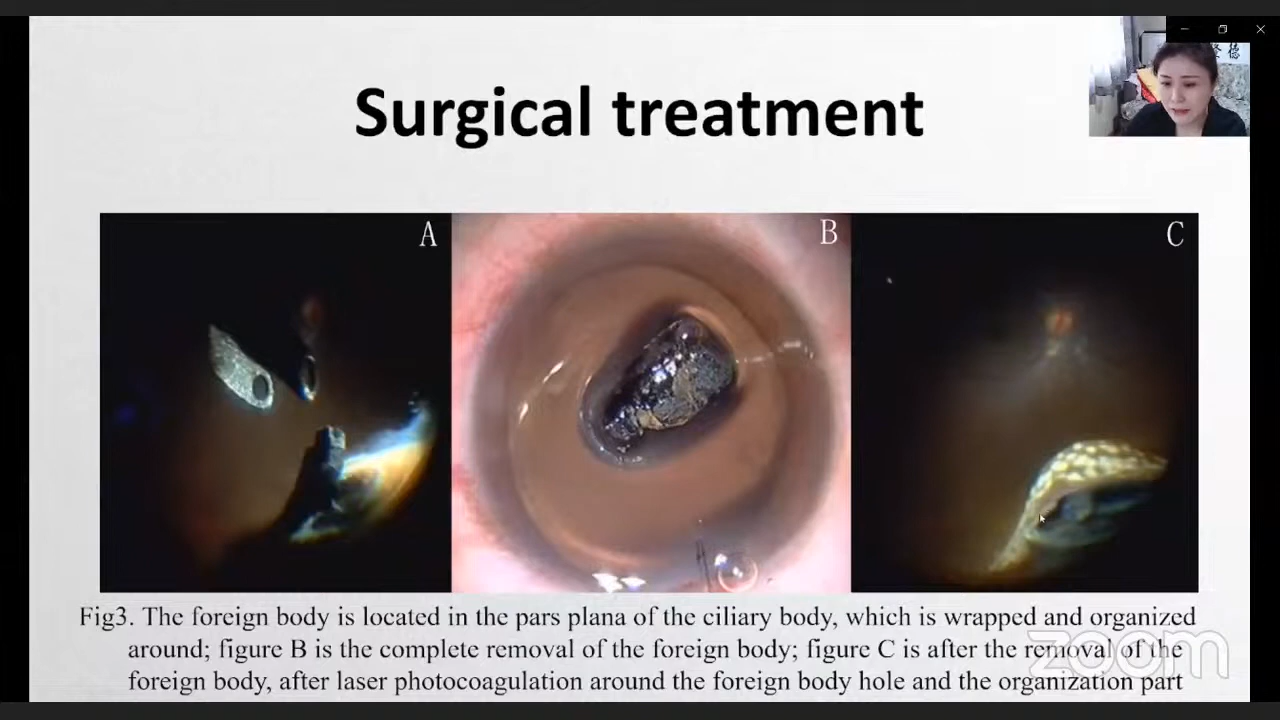 Surgical treatment
A
B
C
Fig3. The foreign body is located in the pars plana of the ciliary body, which is wrapped and organized
around; figure B is the complete removal of the foreign body; figure C is after the removal of the
foreign body, after laser photocoagulation around the foreign body hole and the organization part
zoom